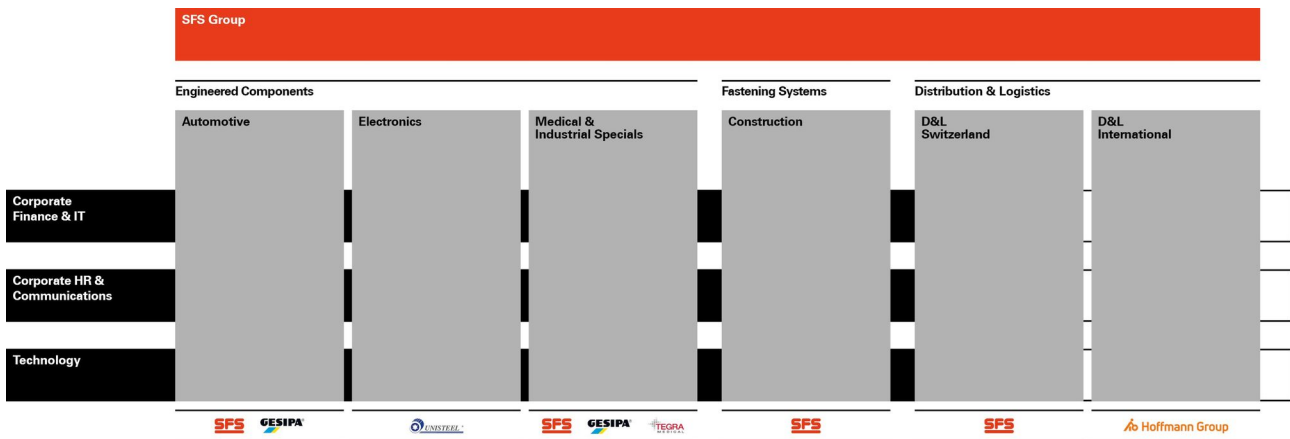 SFS Group
Engineered Components
Fastening Systems
Distribution & Logistics
Automotive
Electronics
Medical &
Industrial Specials
Construction
D&L
Switzerland
D&L
International
Corporate
Finance & IT
Corporate HR &
Communications
Technology
SFS
GESIPA
UNISTEEL
SFS
GESIPA
TEGRA
MEDICAL
SFS
SFS
Hoffmann Group